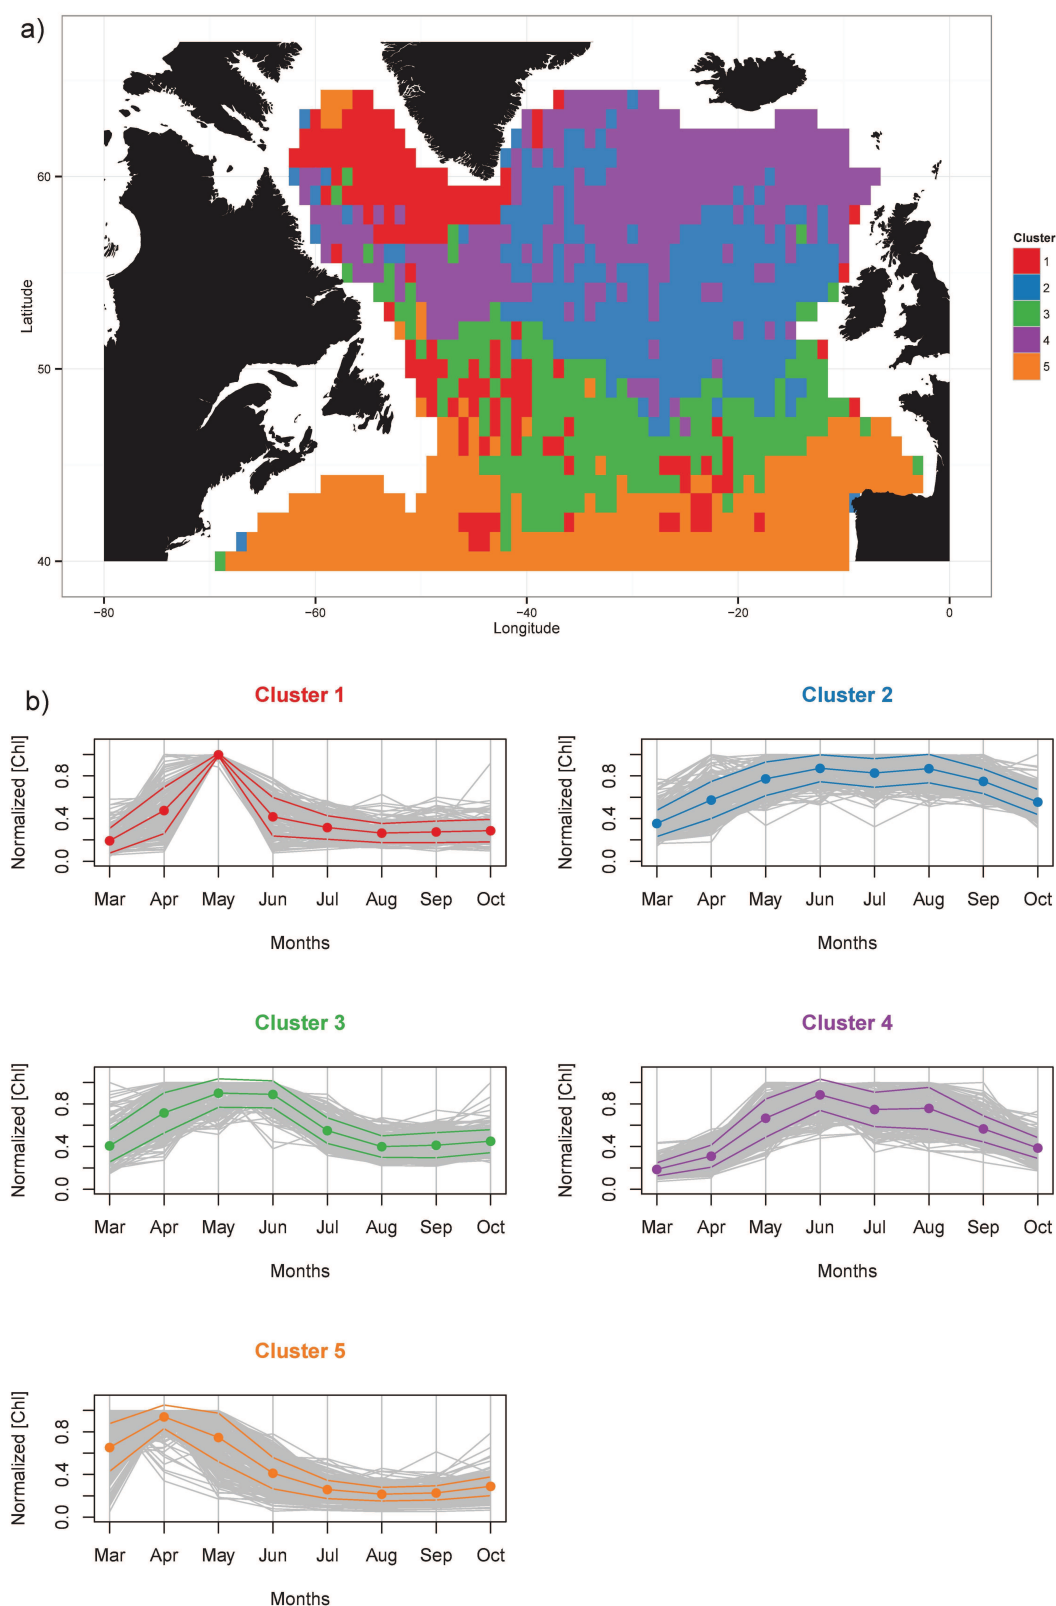 a)
60
50
40
Latitude
−80
−60
−40
−20
0
Longitude
Cluster
1
2
3
4
5
b)
Cluster 1
Normalized [Chl]
0.0
0.4
0.8
Mar Apr May Jun Jul Aug Sep Oct
Months
Cluster 2
Normalized [Chl]
0.0
0.4
0.8
Mar Apr May Jun Jul Aug Sep Oct
Months
Cluster 3
Normalized [Chl]
0.0
0.4
0.8
Mar Apr May Jun Jul Aug Sep Oct
Months
Cluster 4
Normalized [Chl]
0.0
0.4
0.8
Mar Apr May Jun Jul Aug Sep Oct
Months
Cluster 5
Normalized [Chl]
0.0
0.4
0.8
Mar Apr May Jun Jul Aug Sep Oct
Months